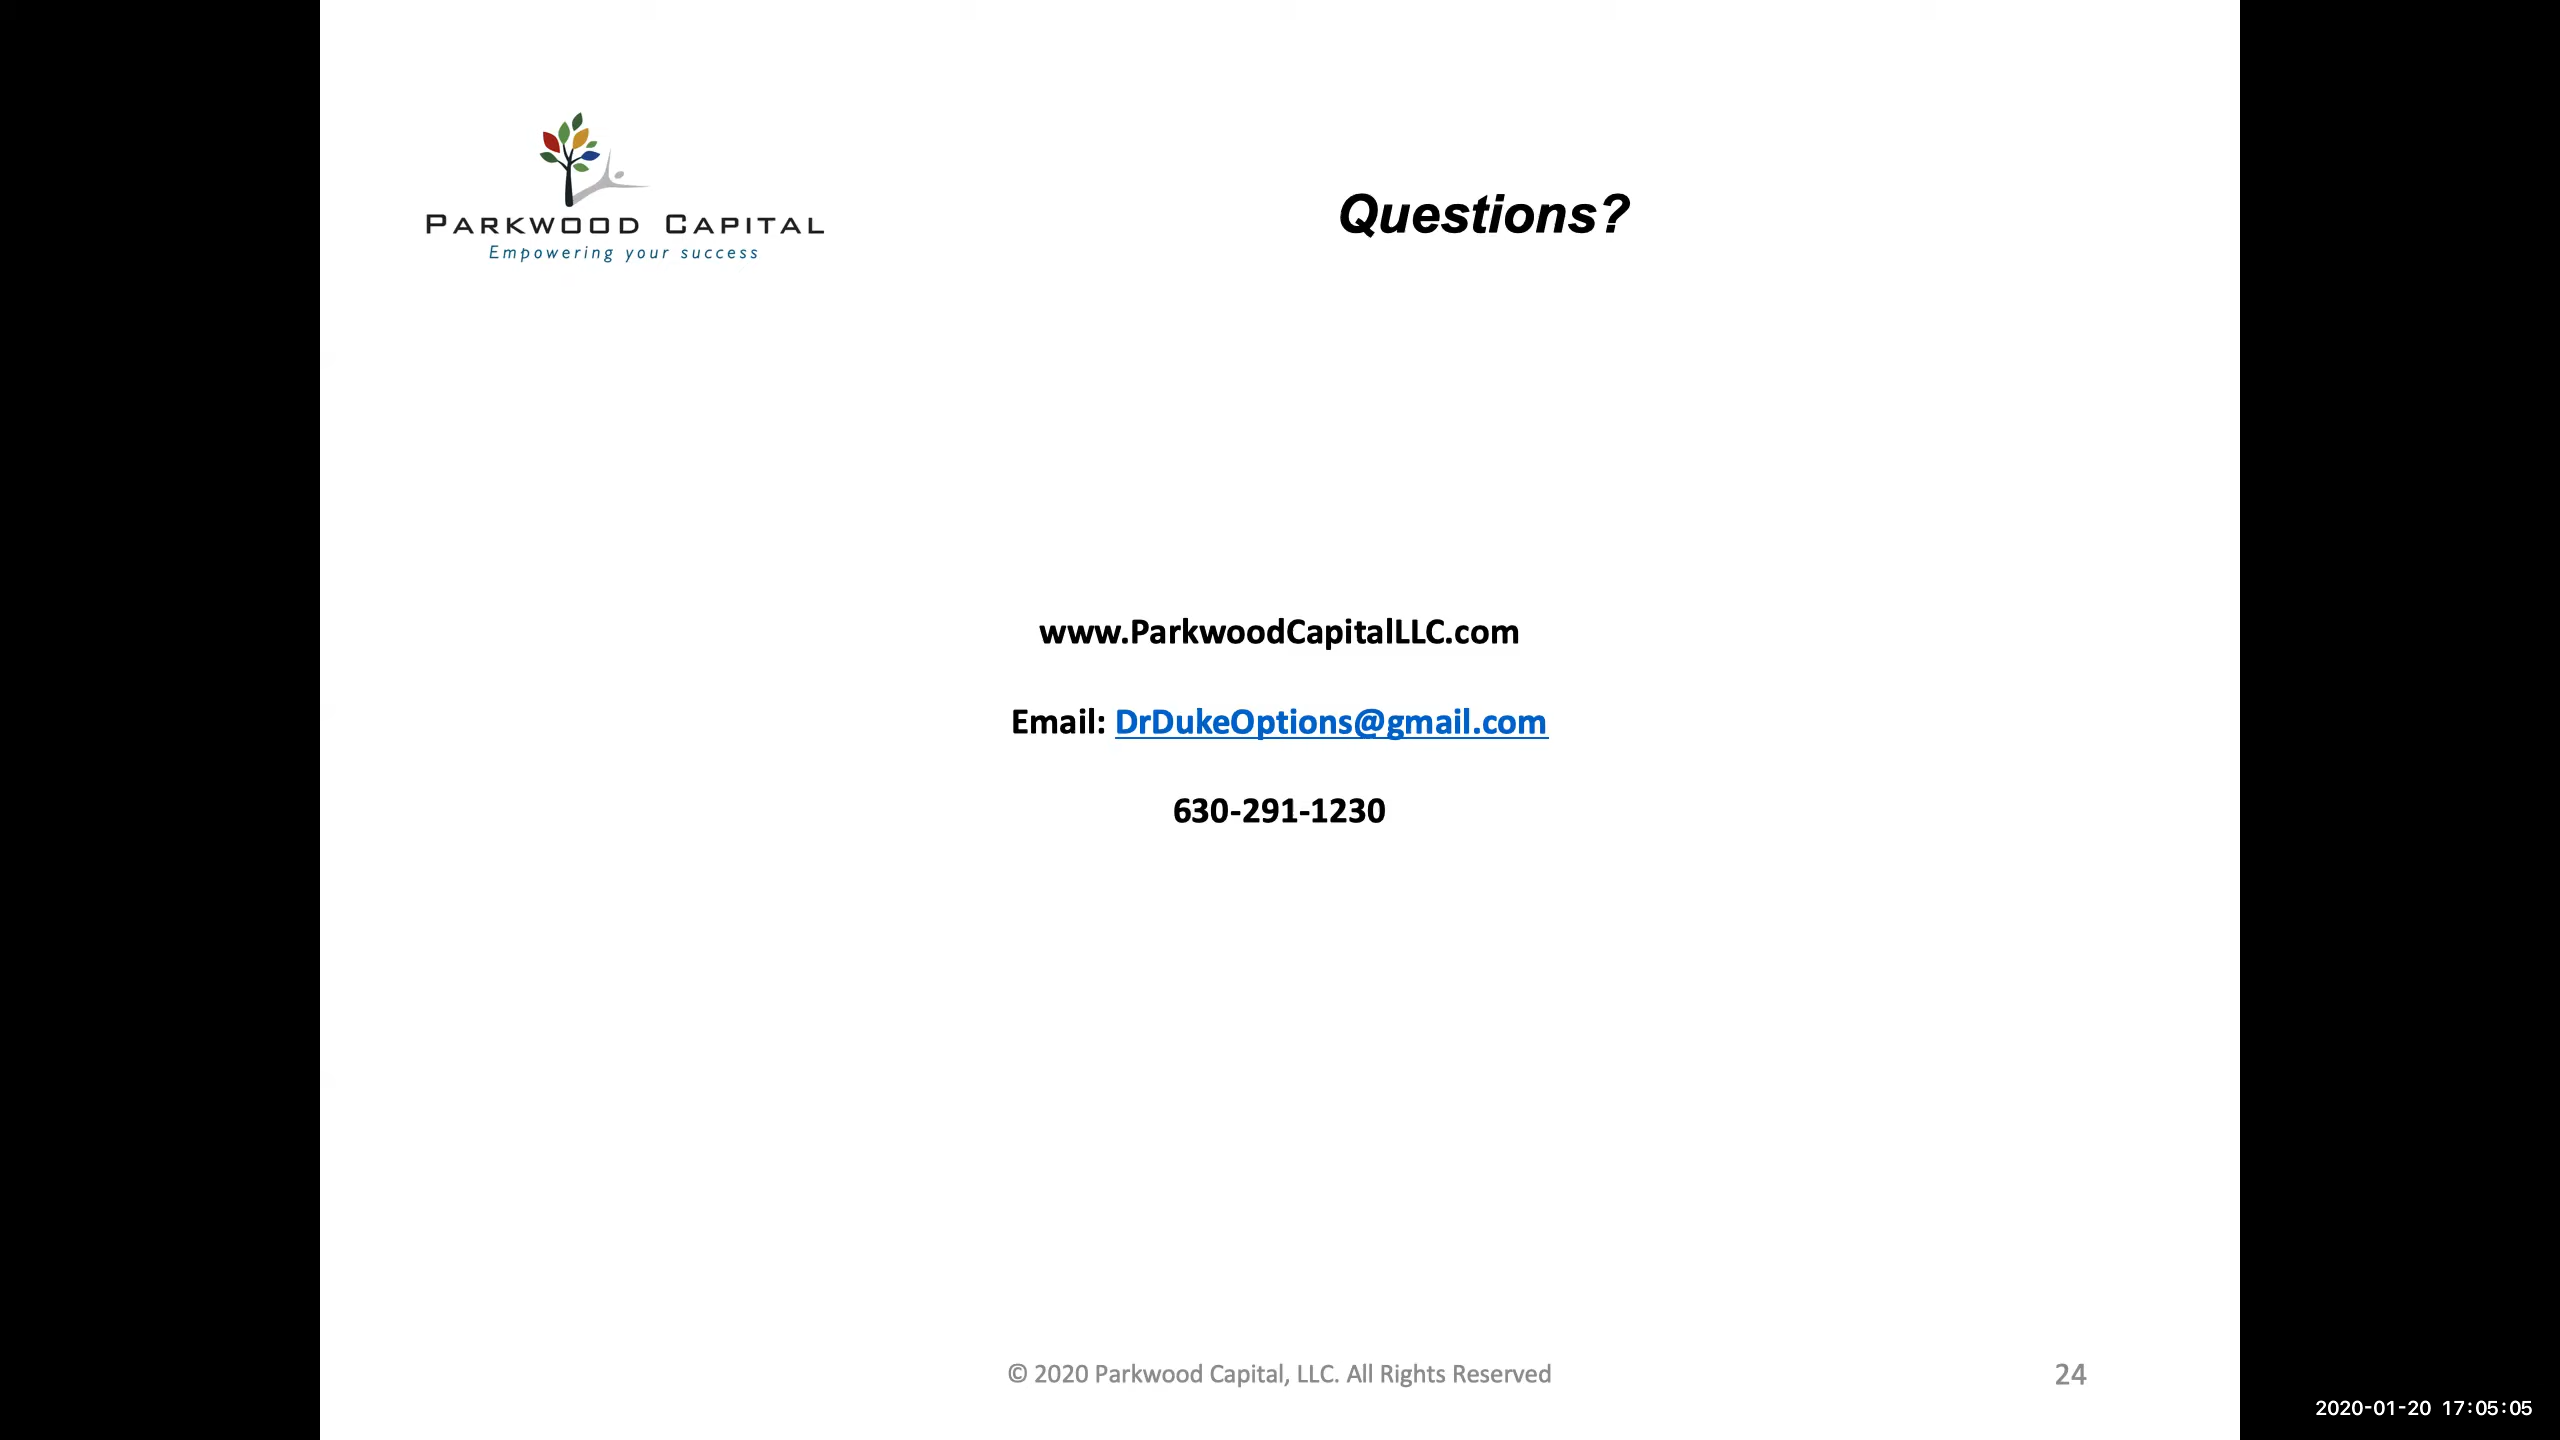 PARKWOOD CAPITAL
Empowering your success
Questions?
www.ParkwoodCapitalLLC.com
Email: DrDukeOptions@gmail.com
630-291-1230
© 2020 Parkwood Capital, LLC. All Rights Reserved
24
2020-01-20 17:05:05